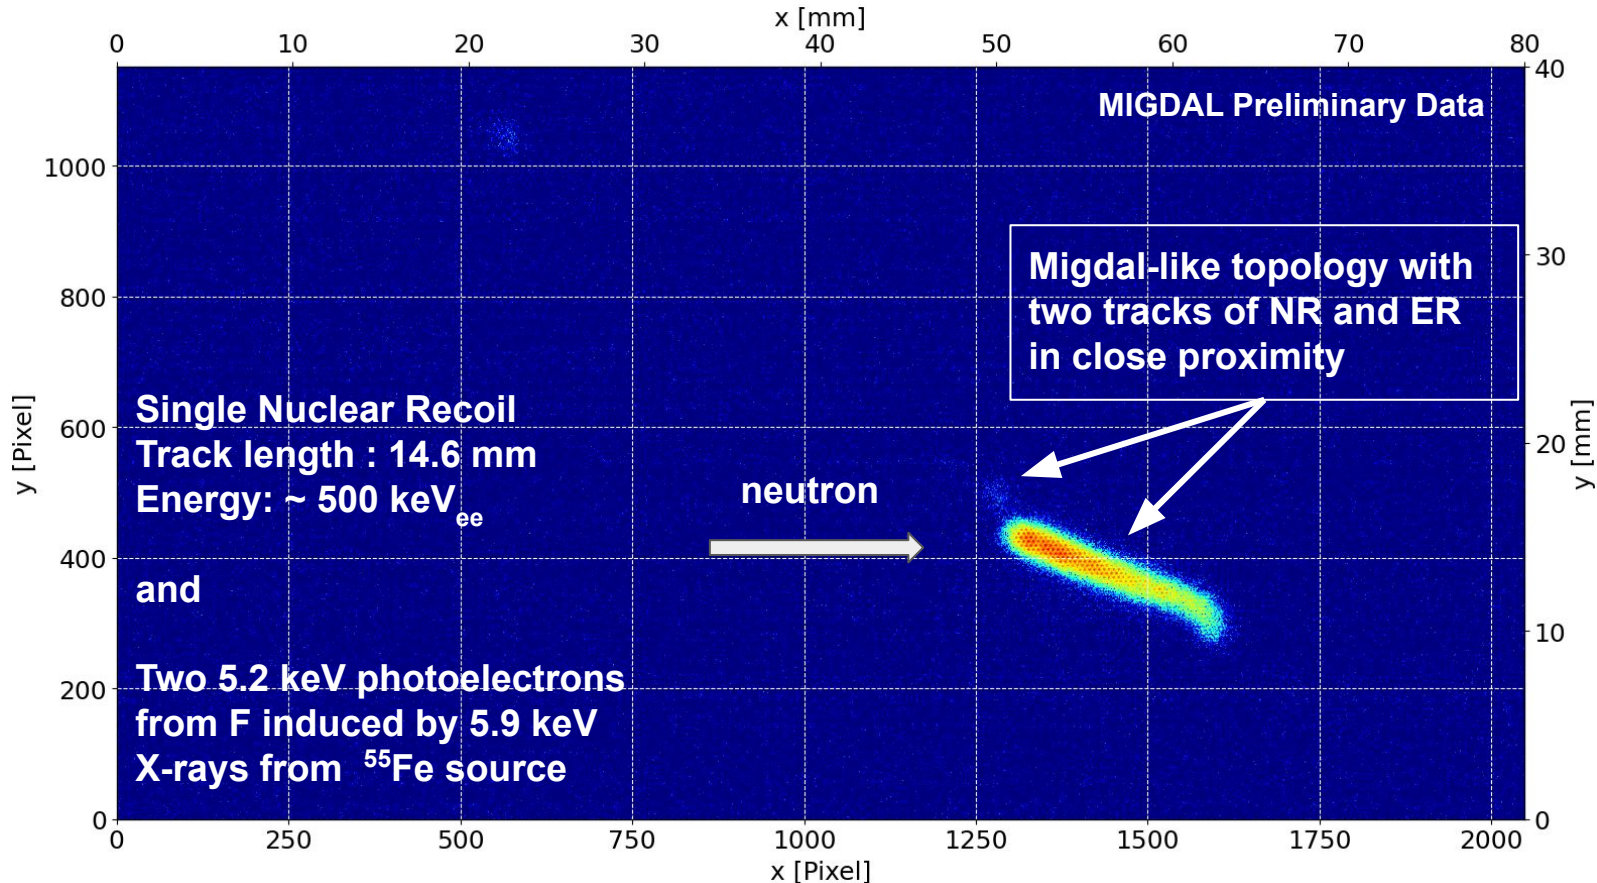 x [mm]
0 10 20 30 40 50 60 70 80
MIGDAL Preliminary Data
Migdal-like topology with
two tracks of NR and ER
in close proximity
Single Nuclear Recoil
Track length : 14.6 mm
Energy: ~ 500 keVee
and
Two 5.2 keV photoelectrons
from F induced by 5.9 keV
X-rays from 55Fe source
neutron
y [Pixel]
1000
800
600
400
200
0
y [mm]
40
30
20
10
0
0 250 500 750 1000 1250 1500 1750 2000
x [Pixel]